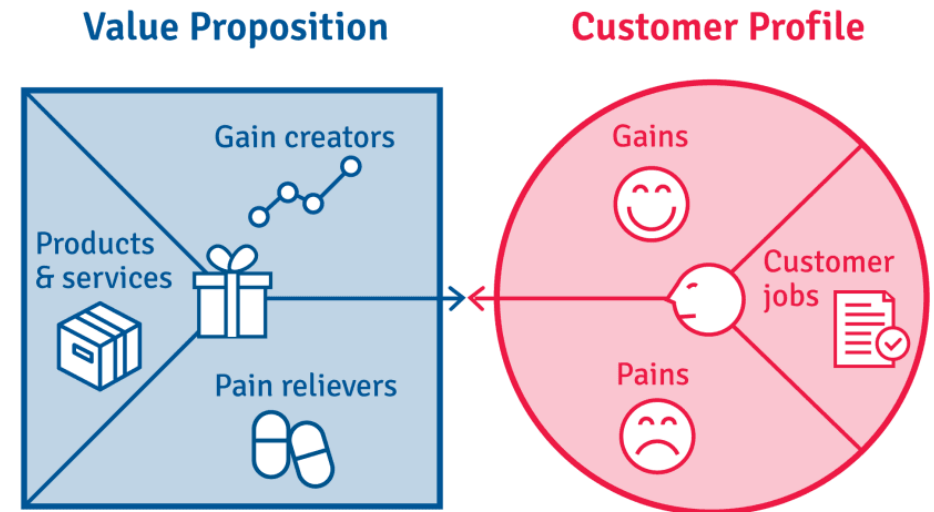 Value Proposition
Customer Profile
Gain creators
Products
& services
Pain relievers
Gains
Customer
jobs
Pains